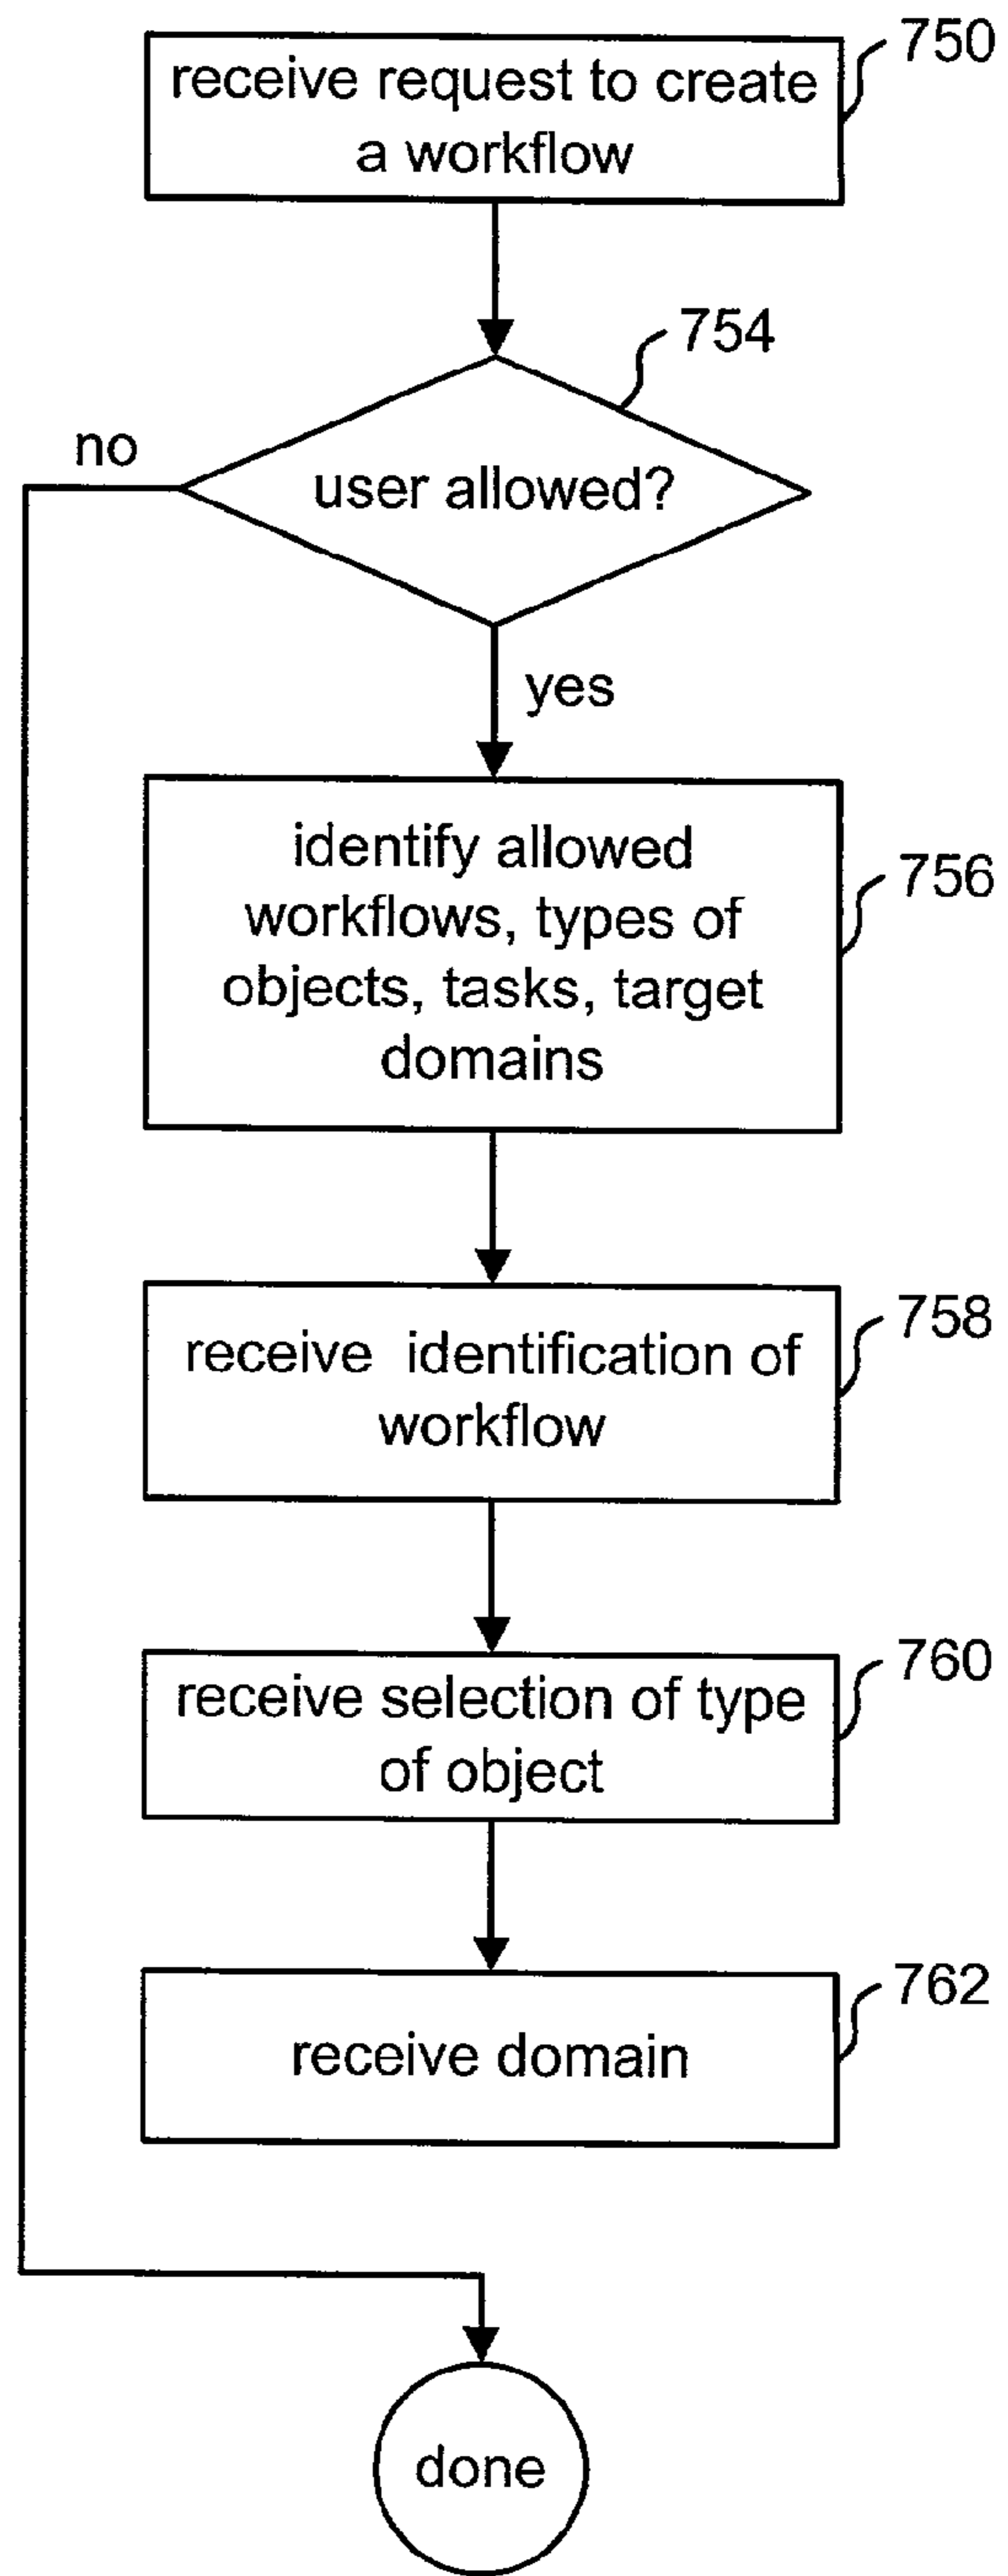 750
receive request to create
a workflow
754
no
user allowed?
yes
identify allowed
workflows, types of
objects, tasks, target
domains
756
receive identification of
workflow
758
receive selection of type
of object
760
receive domain
762
done